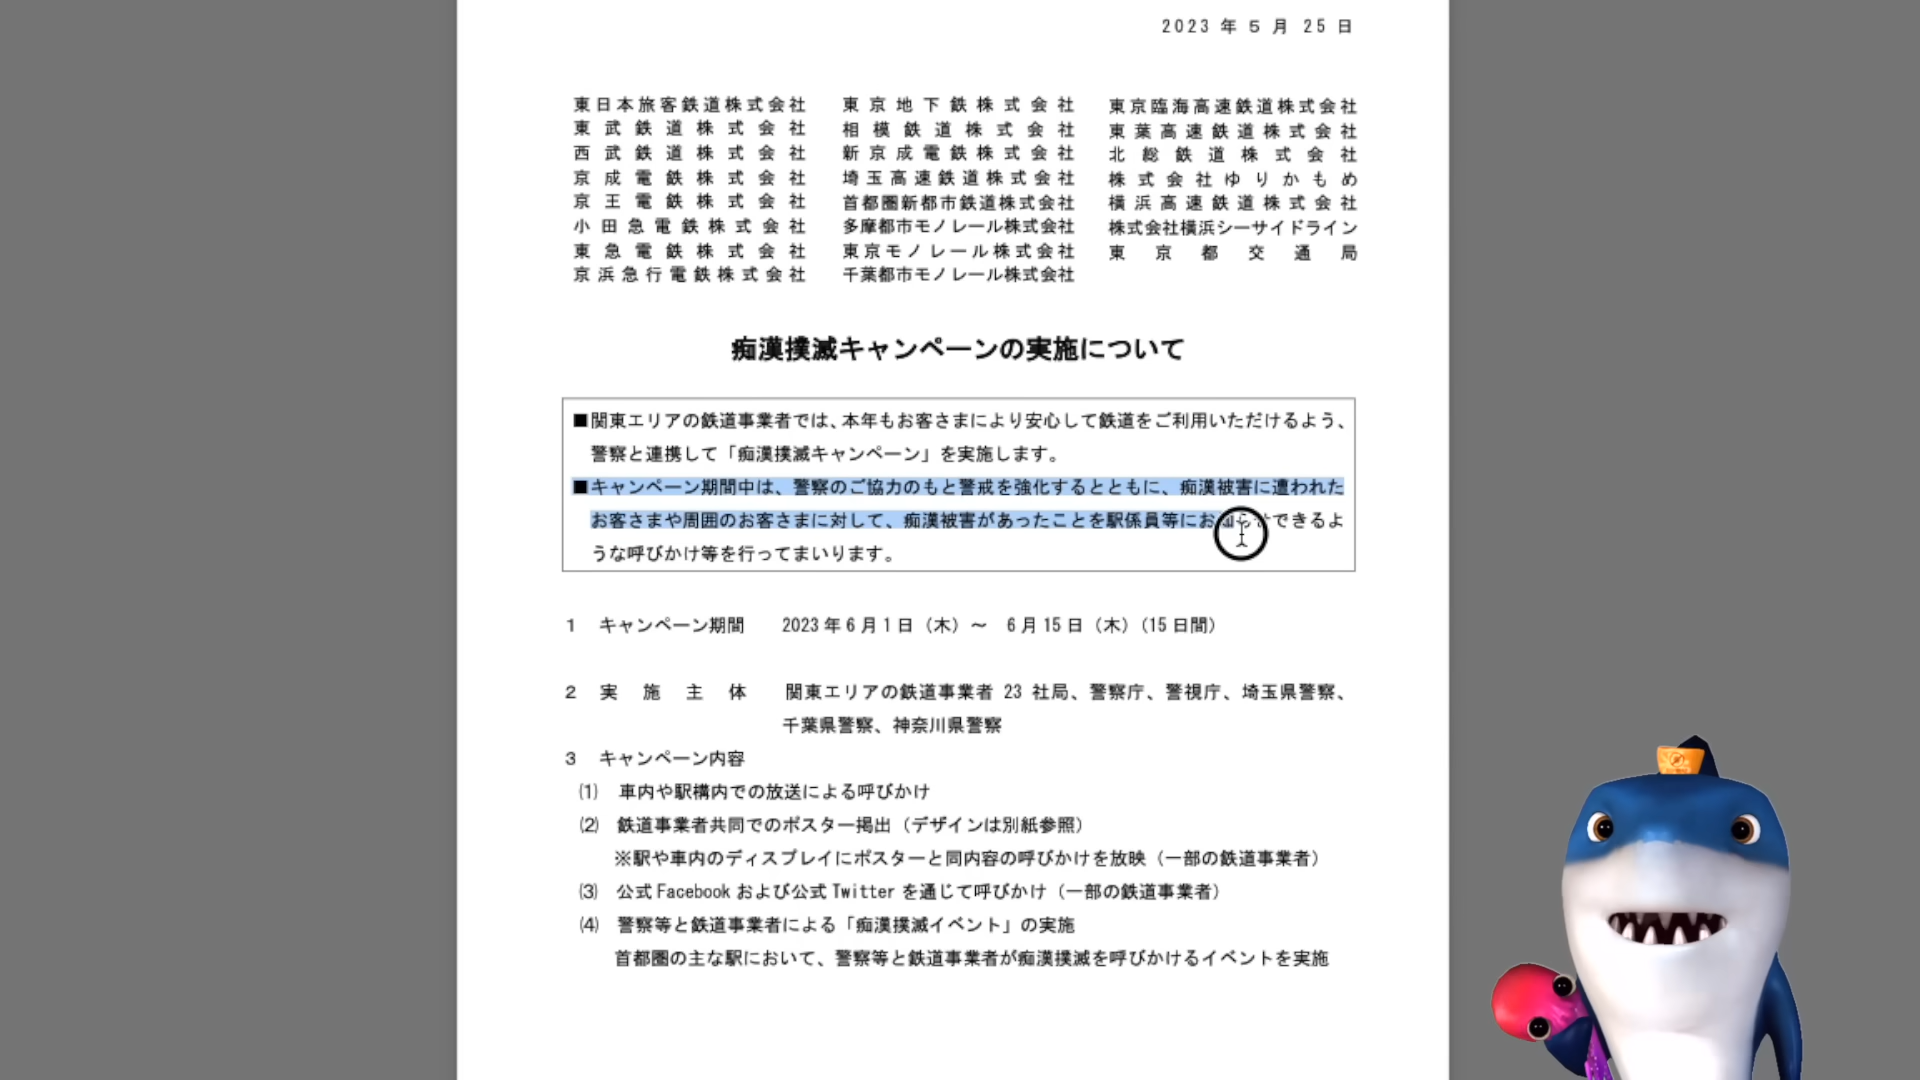 2023 年 5 月 25 日
東日本旅客鉄道株式会社
東武鉄道株式会社
西武鉄道株式会社
京成電鉄株式会社
京王電鉄株式会社
小田急電鉄株式会社
東急電鉄株式会社
京浜急行電鉄株式会社
東京地下鉄株式会社
相模鉄道株式会社
新京成電鉄株式会社
埼玉高速鉄道株式会社
首都圏新都市鉄道株式会社
多摩都市モノレール株式会社
東京モノレール株式会社
千葉都市モノレール株式会社
東京臨海高速鉄道株式会社
東葉高速鉄道株式会社
北総鉄道株式会社
株式会社ゆりかもめ
横浜高速鉄道株式会社
株式会社横浜シーサイドライン
東京都交通局
痴漢撲滅キャンペーンの実施について
■関東エリアの鉄道事業者では、本年もお客さまにより安心して鉄道をご利用いただけるよう、
警察と連携して「痴漢撲滅キャンペーン」を実施します。
■キャンペーン期間中は、警察のご協力のもと警戒を強化するとともに、痴漢被害に遭われた
お客さまや周囲のお客さまに対して、痴漢被害があったことを駅係員等にお知らせできるよ
うな呼びかけ等を行ってまいります。
1 キャンペーン期間 2023 年 6 月 1 日（木）～ 6 月 15 日（木）（15 日間）
2 実施主体 関東エリアの鉄道事業者 23 社局、警察庁、警視庁、埼玉県警察、
千葉県警察、神奈川県警察
3 キャンペーン内容
(1) 車内や駅構内での放送による呼びかけ
(2) 鉄道事業者共同でのポスター掲出（デザインは別紙参照）
※駅や車内のディスプレイにポスターと同内容の呼びかけを放映（一部の鉄道事業者）
(3) 公式 Facebook および公式 Twitter を通じて呼びかけ（一部の鉄道事業者）
(4) 警察等と鉄道事業者による「痴漢撲滅イベント」の実施
首都圏の主な駅において、警察等と鉄道事業者が痴漢撲滅を呼びかけるイベントを実施